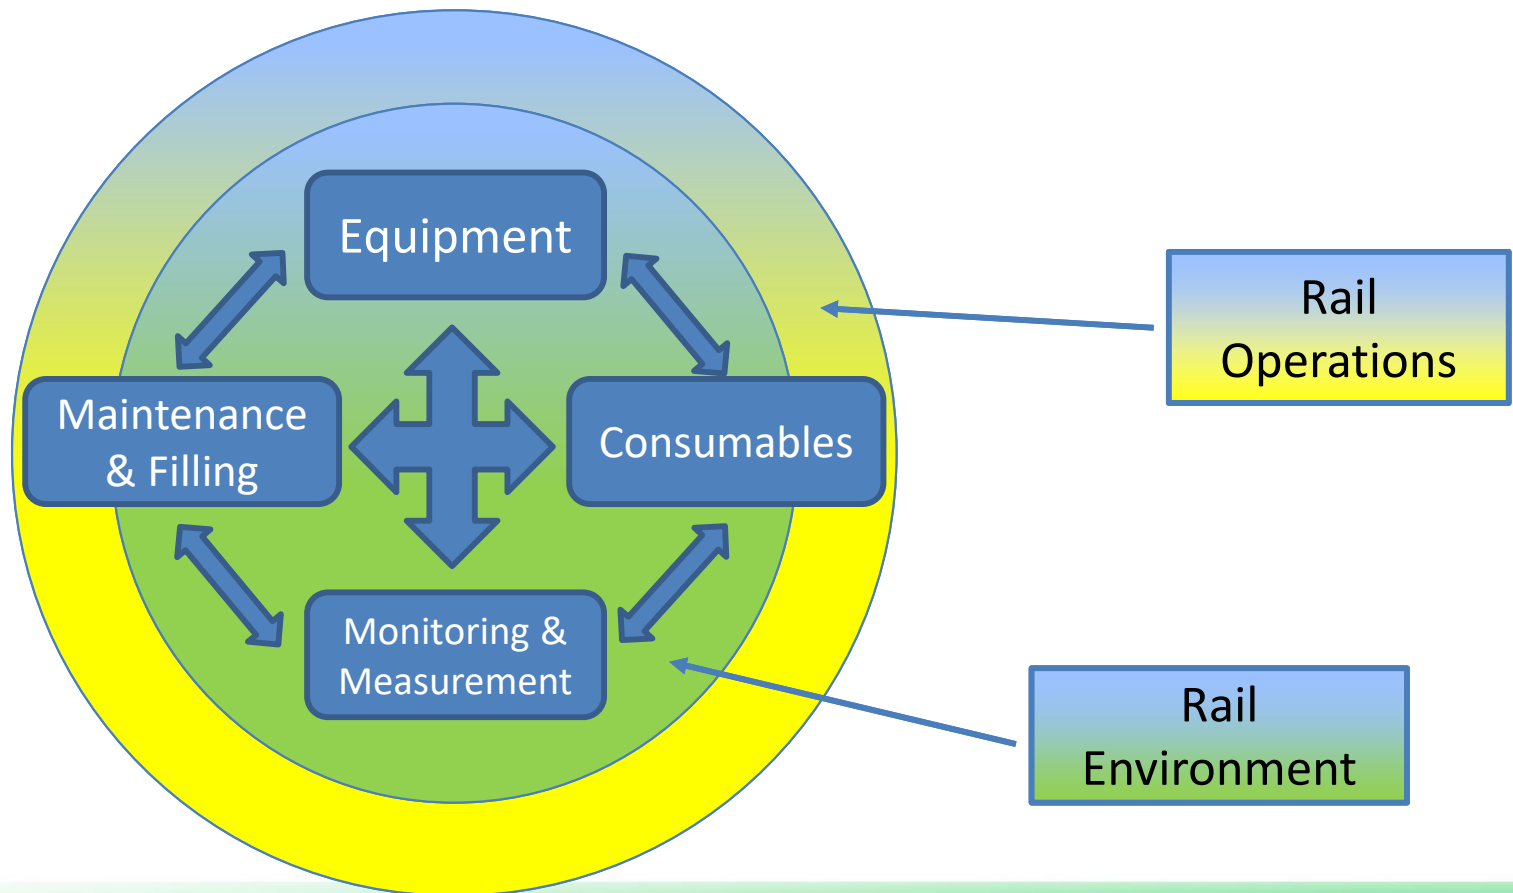 Equipment
Maintenance
& Filling
Consumables
Monitoring &
Measurement
Rail
Operations
Rail
Environment